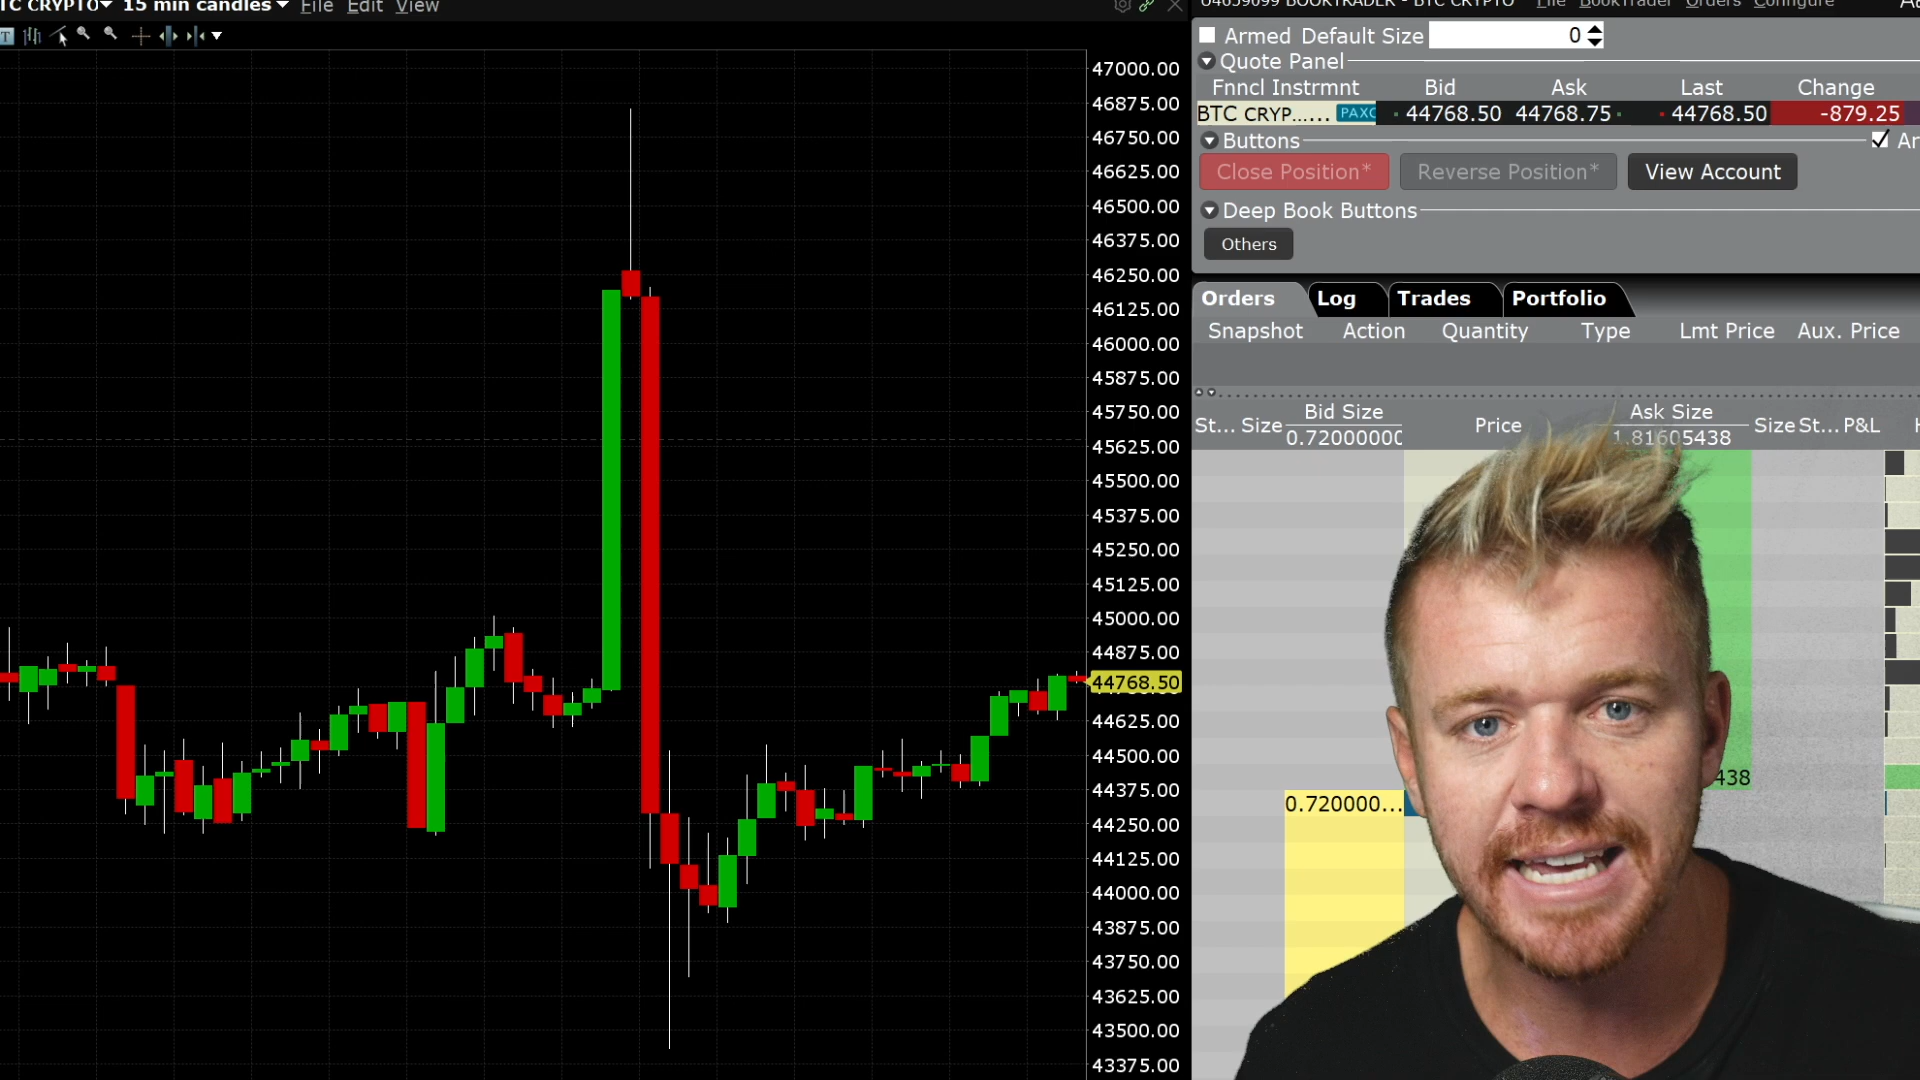 TC CRYPTO 15 min candles File Edit View
T
47000.00
46875.00
46750.00
46625.00
46500.00
46375.00
46250.00
46125.00
46000.00
45875.00
45750.00
45625.00
45500.00
45375.00
45250.00
45125.00
45000.00
44875.00
44768.50
44625.00
44500.00
44375.00
44250.00
44125.00
44000.00
43875.00
43750.00
43625.00
43500.00
43375.00
BOOKTRADER - BTC CRYPTO File BookTrader Orders Configure
Armed Default Size 0
Quote Panel
Fnncl Instrmnt Bid Ask Last Change
BTC CRYP...... PAXO 44768.50 44768.75 44768.50 -879.25
Buttons Ar
Close Position* Reverse Position* View Account
Deep Book Buttons
Others
Orders Log Trades Portfolio
Snapshot Action Quantity Type Lmt Price Aux. Price
St... Size Bid Size Price Ask Size Size St... P&L
0.72000000 1.81605438
438
0.720000...